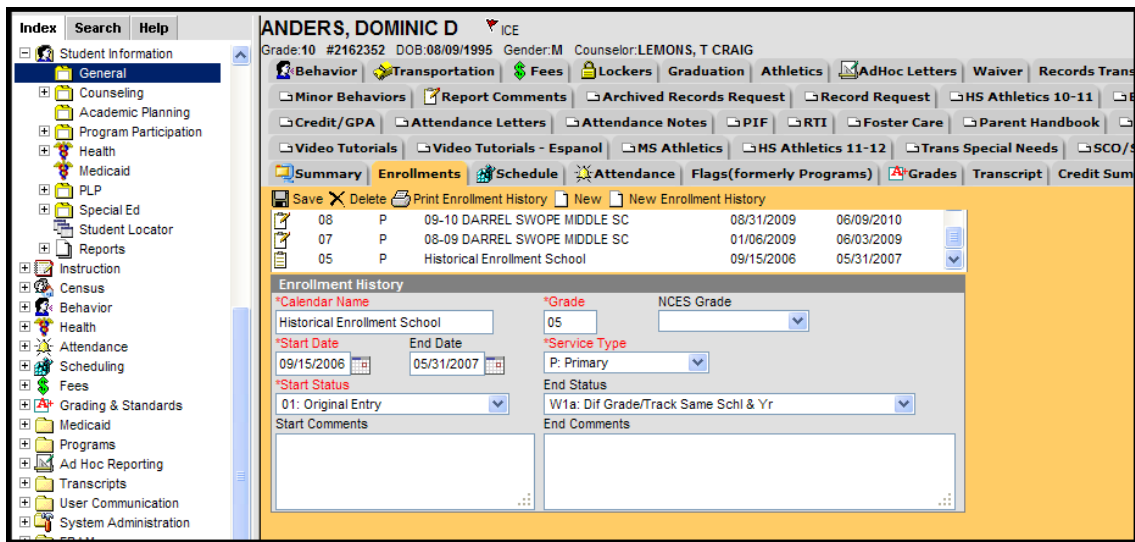 Index Search Help
Student Information
General
Counseling
Academic Planning
Program Participation
Health
Medicaid
PLP
Special Ed
Student Locator
Reports
Instruction
Census
Behavior
Health
Attendance
Scheduling
Fees
Grading & Standards
Medicaid
Programs
Ad Hoc Reporting
Transcripts
User Communication
System Administration
ANDERS, DOMINIC D ICE
Grade:10 #2162352 DOB:08/09/1995 Gender:M Counselor:LEMONS, T CRAIG
Behavior Transportation Fees Lockers Graduation Athletics AdHoc Letters Waiver Records Trans
Minor Behaviors Report Comments Archived Records Request Record Request HS Athletics 10-11
Credit/GPA Attendance Letters Attendance Notes PIF RTI Foster Care Parent Handbook
Video Tutorials Video Tutorials - Espanol MS Athletics HS Athletics 11-12 Trans Special Needs SCO/S
Summary Enrollments Schedule Attendance Flags(formerly Programs) Grades Transcript Credit Sum
Save Delete Print Enrollment History New New Enrollment History
08 P 09-10 DARREL SWOPE MIDDLE SC 08/31/2009 06/09/2010
07 P 08-09 DARREL SWOPE MIDDLE SC 01/06/2009 06/03/2009
05 P Historical Enrollment School 09/15/2006 05/31/2007
Enrollment History
*Calendar Name *Grade NCES Grade
Historical Enrollment School 05
*Start Date End Date *Service Type
09/15/2006 05/31/2007 P: Primary
*Start Status End Status
01: Original Entry W1a: Dif Grade/Track Same Schl & Yr
Start Comments End Comments